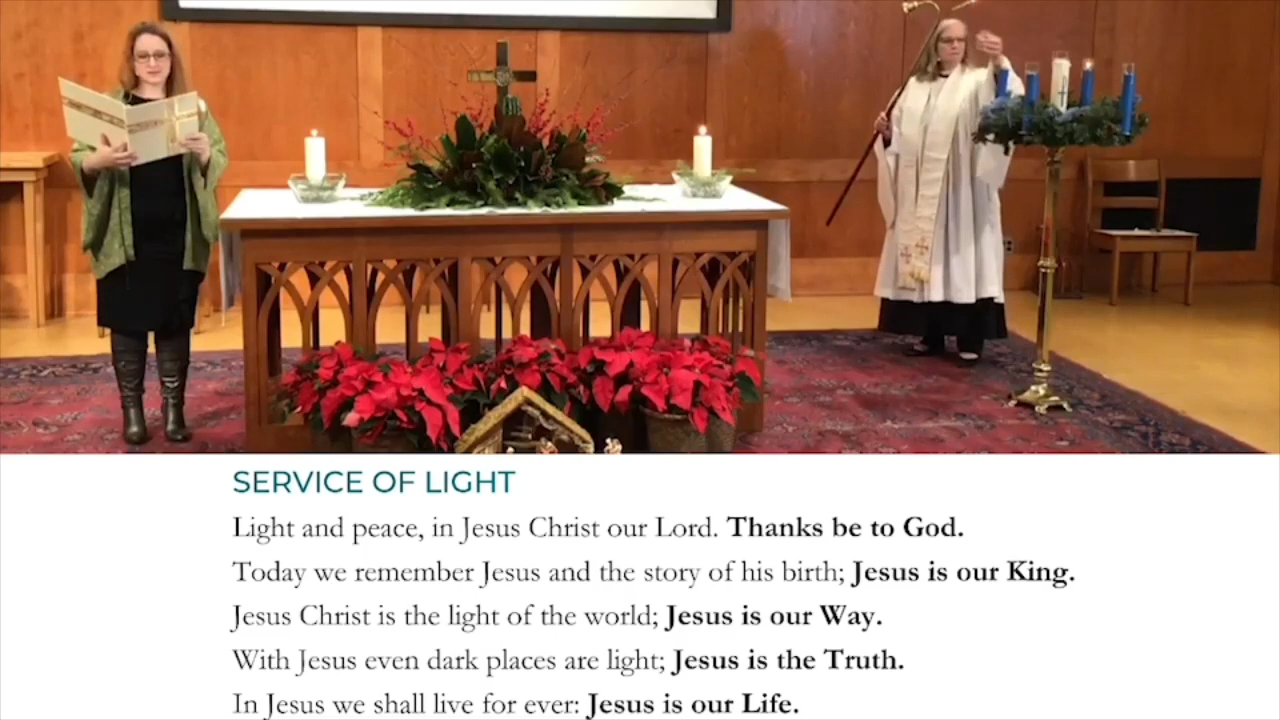 SERVICE OF LIGHT
Light and peace, in Jesus Christ our Lord. Thanks be to God.
Today we remember Jesus and the story of his birth; Jesus is our King.
Jesus Christ is the light of the world; Jesus is our Way.
With Jesus even dark places are light; Jesus is the Truth.
In Jesus we shall live for ever: Jesus is our Life.